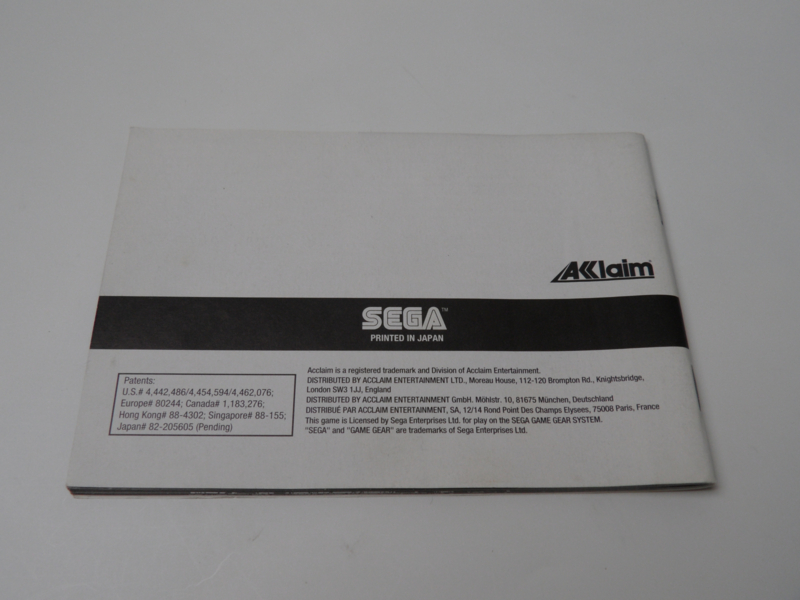 Acclaim
SEGA™
PRINTED IN JAPAN
Patents:
U.S.# 4,442,486/4,454,594/4,462,076;
Europe# 80244; Canada# 1,183,276;
Hong Kong# 88-4302; Singapore# 88-155;
Japan# 82-205605 (Pending)
Acclaim is a registered trademark and Division of Acclaim Entertainment.
DISTRIBUTED BY ACCLAIM ENTERTAINMENT LTD., Moreau House, 112-120 Brompton Rd., Knightsbridge,
London SW3 1JJ, England
DISTRIBUTED BY ACCLAIM ENTERTAINMENT GmbH. Möhlstr. 10, 81675 München, Deutschland
DISTRIBUÉ PAR ACCLAIM ENTERTAINMENT, SA, 12/14 Rond Point Des Champs Elysees, 75008 Paris, France
This game is Licensed by Sega Enterprises Ltd. for play on the SEGA GAME GEAR SYSTEM.
"SEGA" and "GAME GEAR" are trademarks of Sega Enterprises Ltd.